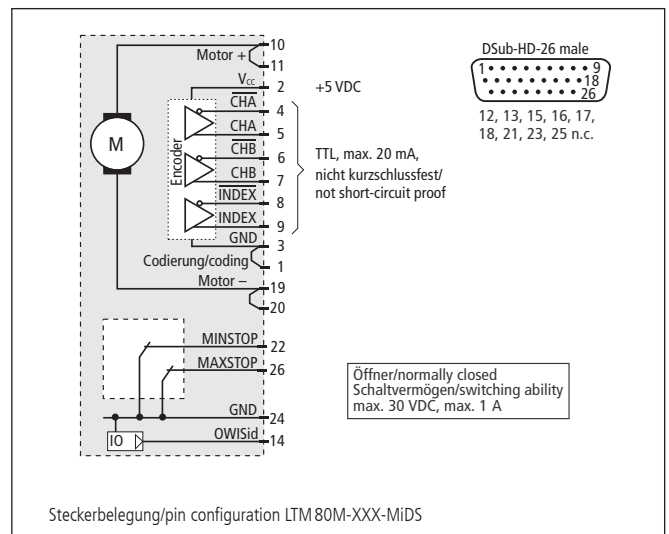 Motor +
10
11
V_CC
2
+5 VDC
C̅H̅A̅
4
CHA
5
C̅H̅B̅
6
CHB
7
I̅N̅D̅E̅X̅
8
INDEX
9
GND
3
Codierung/coding
1
Motor –
19
20
M
Encoder
TTL, max. 20 mA,
nicht kurzschlussfest/
not short-circuit proof
DSub-HD-26 male
1 9
18
26
12, 13, 15, 16, 17,
18, 21, 23, 25 n.c.
MINSTOP
22
MAXSTOP
26
GND
24
IO
OWISid
14
Öffner/normally closed
Schaltvermögen/switching ability
max. 30 VDC, max. 1 A
Steckerbelegung/pin configuration LTM 80M-XXX-MiDS